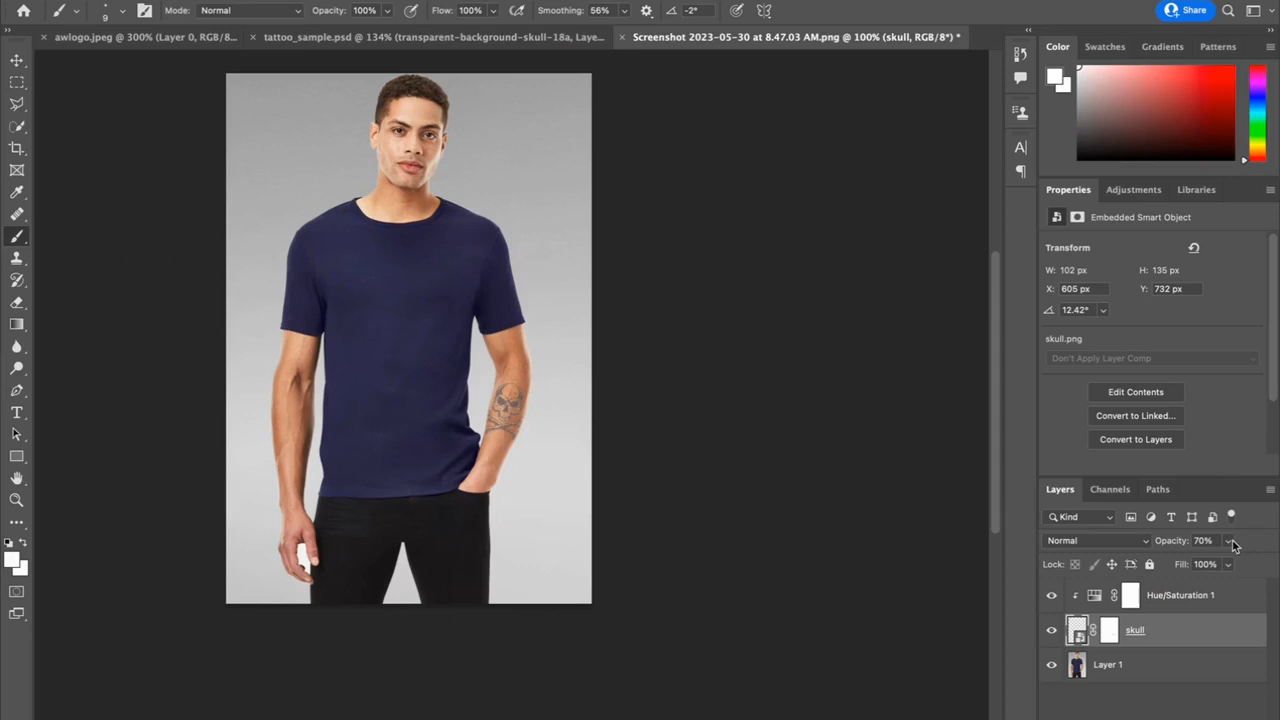 Mode: Normal Opacity: 100% Flow: 100% Smoothing: 56% -2° Share
awlogo.jpeg @ 300% (Layer 0, RGB/8...
tattoo_sample.psd @ 134% (transparent-background-skull-18a, Laye...
Screenshot 2023-05-30 at 8.47.03 AM.png @ 100% (skull, RGB/8*) *
9
Color Swatches Gradients Patterns
Properties Adjustments Libraries
Embedded Smart Object
Transform
W: 102 px H: 135 px
X: 605 px Y: 732 px
12.42°
skull.png
Don't Apply Layer Comp
Edit Contents
Convert to Linked...
Convert to Layers
Layers Channels Paths
Kind
Normal Opacity: 70%
Lock: Fill: 100%
Hue/Saturation 1
skull
Layer 1